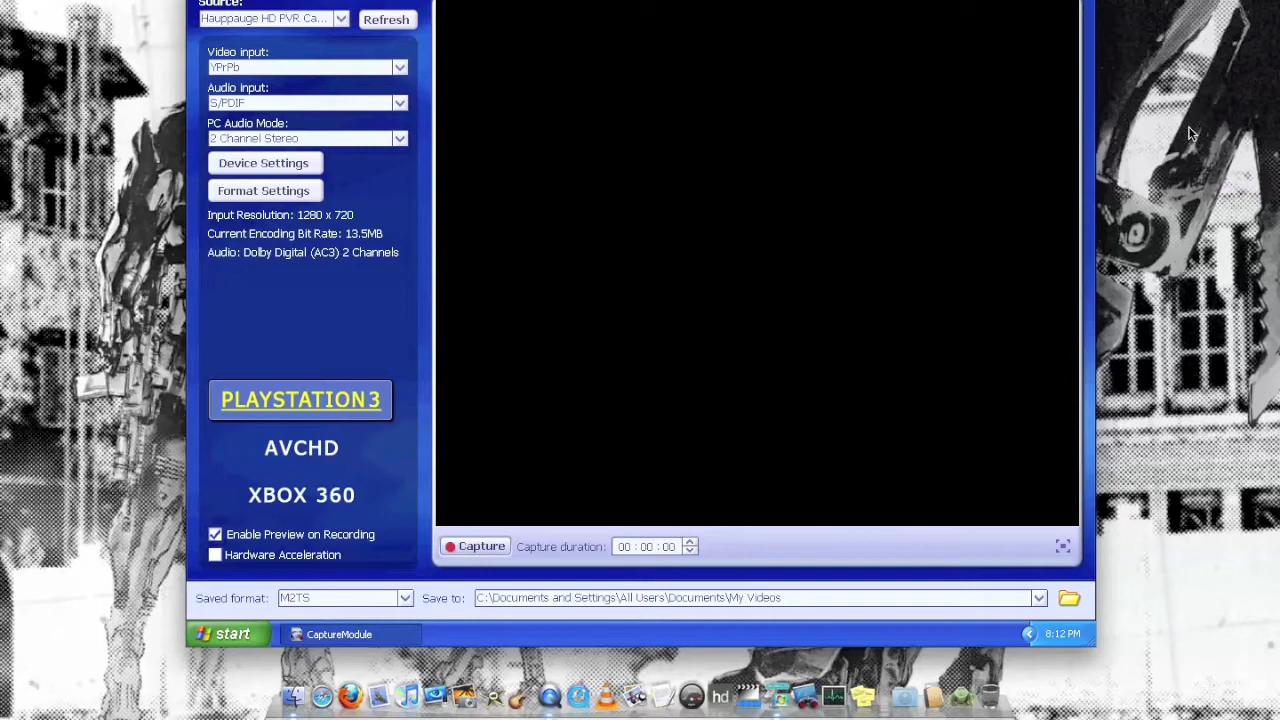 Source:
Hauppauge HD PVR Ca...
Refresh
Video input:
YPrPb
Audio input:
S/PDIF
PC Audio Mode:
2 Channel Stereo
Device Settings
Format Settings
Input Resolution: 1280 x 720
Current Encoding Bit Rate: 13.5MB
Audio: Dolby Digital (AC3) 2 Channels
PLAYSTATION 3
AVCHD
XBOX 360
Enable Preview on Recording
Hardware Acceleration
Capture
Capture duration: 00 : 00 : 00
Saved format: M2TS
Save to: C:\Documents and Settings\All Users\Documents\My Videos
start
CaptureModule
8:12 PM
hd